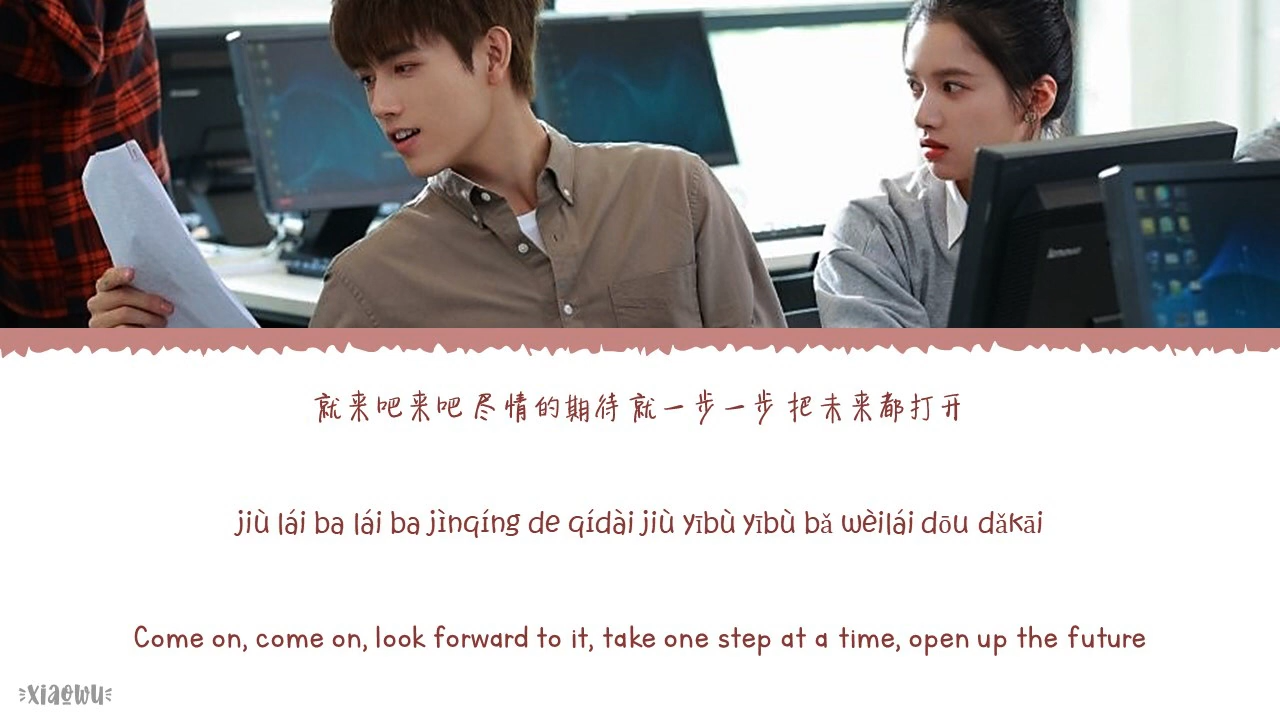 lenovo
就来吧来吧 尽情的期待 就一步一步 把未来都打开
jiù lái ba lái ba jìnqíng de qídài jiù yībù yībù bǎ wèilái dōu dǎkāi
Come on, come on, look forward to it, take one step at a time, open up the future
xiaowu